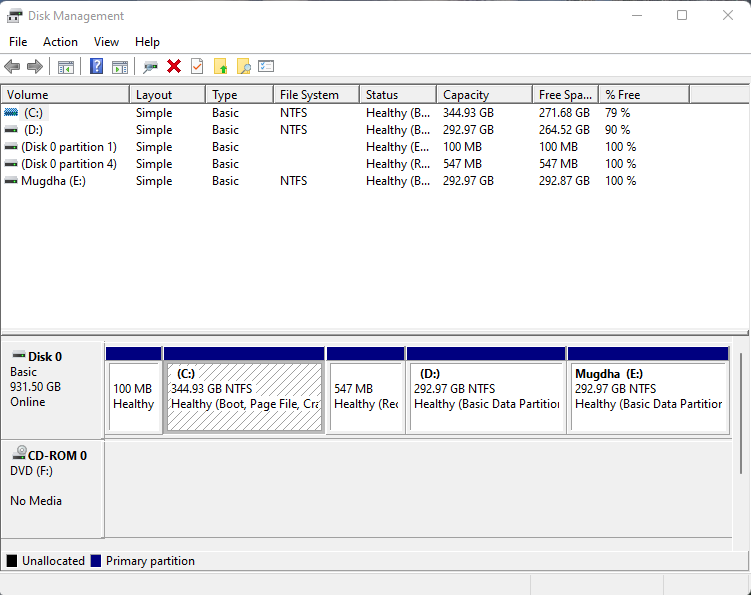 Disk Management
File Action View Help
Volume Layout Type File System Status Capacity Free Spa... % Free
(C:) Simple Basic NTFS Healthy (B... 344.93 GB 271.68 GB 79 %
(D:) Simple Basic NTFS Healthy (B... 292.97 GB 264.52 GB 90 %
(Disk 0 partition 1) Simple Basic Healthy (E... 100 MB 100 MB 100 %
(Disk 0 partition 4) Simple Basic Healthy (R... 547 MB 547 MB 100 %
Mugdha (E:) Simple Basic NTFS Healthy (B... 292.97 GB 292.87 GB 100 %
Disk 0
Basic
931.50 GB
Online
100 MB
Healthy
(C:)
344.93 GB NTFS
Healthy (Boot, Page File, Cra
547 MB
Healthy (Rec
(D:)
292.97 GB NTFS
Healthy (Basic Data Partition
Mugdha (E:)
292.97 GB NTFS
Healthy (Basic Data Partition
CD-ROM 0
DVD (F:)
No Media
Unallocated Primary partition